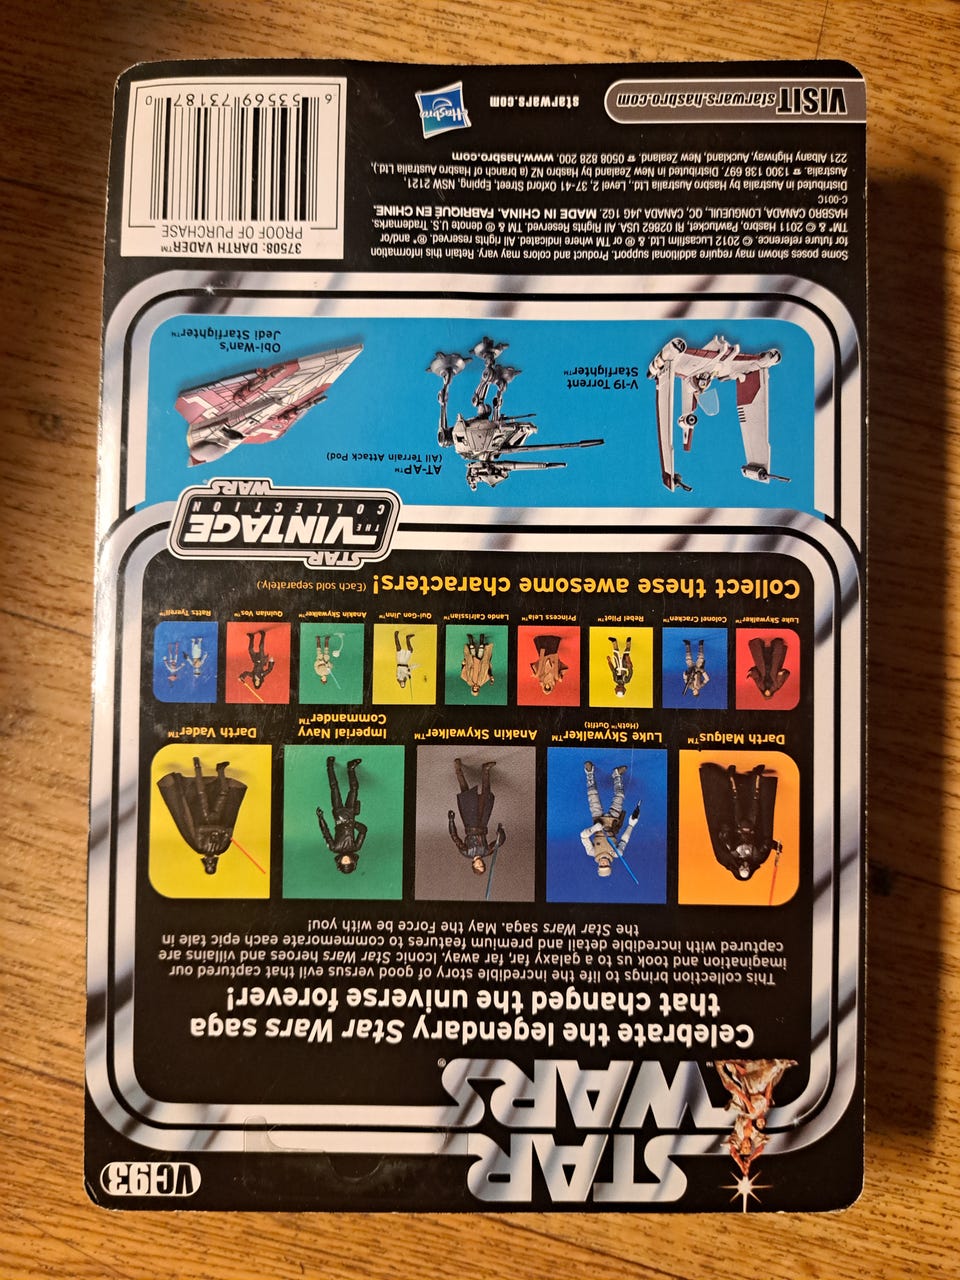 VC93
STAR
WARS®
™
Celebrate the legendary Star Wars saga
that changed the universe forever!
This collection brings to life the incredible story of good versus evil that captured our
imagination and took us to a galaxy far, far away. Iconic Star Wars heroes and villains are
captured with incredible detail and premium features to commemorate each epic tale in
the Star Wars saga. May the Force be with you!
Darth Malgus™
Luke Skywalker™
(Hoth™ Outfit)
Anakin Skywalker™
Imperial Navy
Commander™
Darth Vader™
Luke Skywalker™
Colonel Cracken™
Rebel Pilot™
Princess Leia™
Lando Calrissian™
Qui-Gon Jinn™
Anakin Skywalker™
Quinlan Vos™
Ratts Tyerell™
Collect these awesome characters! (Each sold separately.)
STAR
THE VINTAGE
COLLECTION
WARS
V-19 Torrent
Starfighter™
AT-AP™
(All Terrain Attack Pod)
Obi-Wan's
Jedi Starfighter™
Some poses shown may require additional support. Product and colors may vary. Retain this information
for future reference. © 2012 Lucasfilm Ltd. & ® or TM where indicated. All rights reserved. ®* and/or
TM* & © 2011 Hasbro, Pawtucket, RI 02862 USA. All Rights Reserved. TM & ® denote U.S. Trademarks.
HASBRO CANADA, LONGUEUIL, QC, CANADA J4G 1G2. MADE IN CHINA. FABRIQUÉ EN CHINE.
C-001C
Distributed in Australia by Hasbro Australia Ltd., Level 2, 37-41 Oxford Street, Epping, NSW 2121,
Australia. ☎ 1300 138 697. Distributed in New Zealand by Hasbro NZ (a branch of Hasbro Australia Ltd.),
221 Albany Highway, Auckland, New Zealand. ☎ 0508 828 200. www.hasbro.com
VISIT starwars.hasbro.com
starwars.com
Hasbro
37508: DARTH VADER™
PROOF OF PURCHASE
6 53569 73187 0